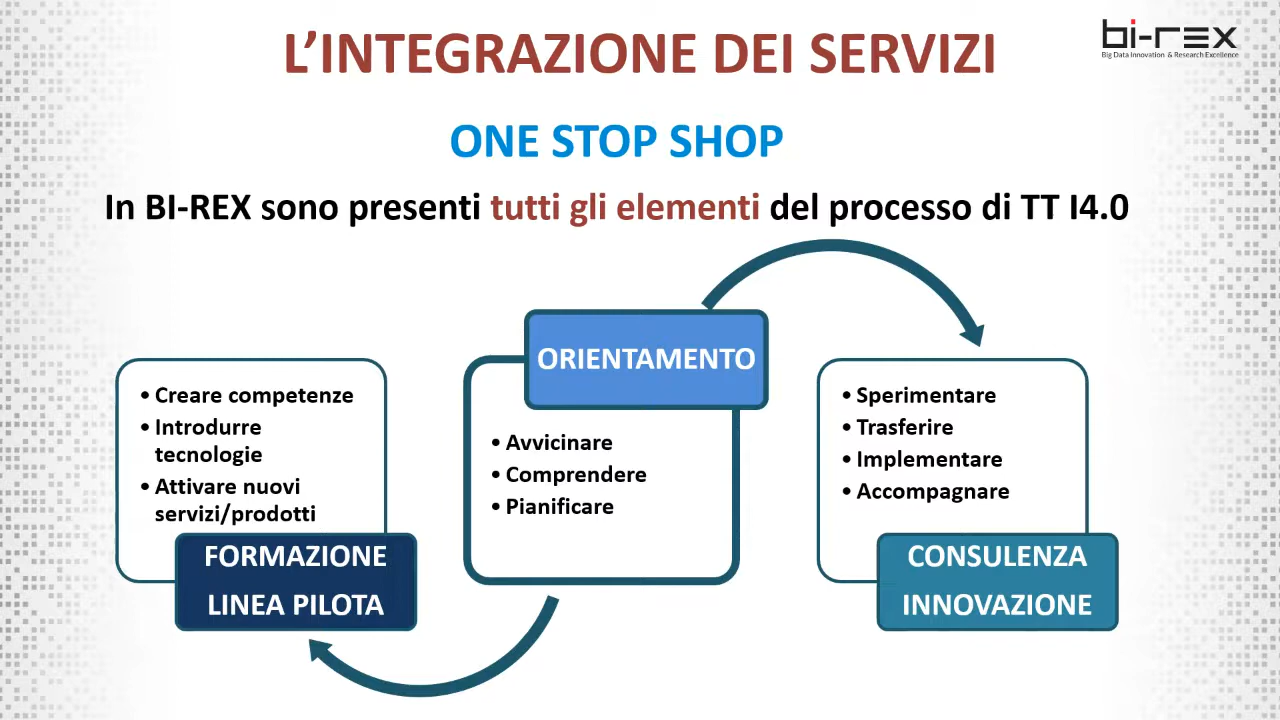 L’INTEGRAZIONE DEI SERVIZI
bi-rex
Big Data Innovation & Research Excellence
ONE STOP SHOP
In BI-REX sono presenti tutti gli elementi del processo di TT I4.0
• Creare competenze
• Introdurre
tecnologie
• Attivare nuovi
servizi/prodotti
FORMAZIONE
LINEA PILOTA
ORIENTAMENTO
• Avvicinare
• Comprendere
• Pianificare
• Sperimentare
• Trasferire
• Implementare
• Accompagnare
CONSULENZA
INNOVAZIONE